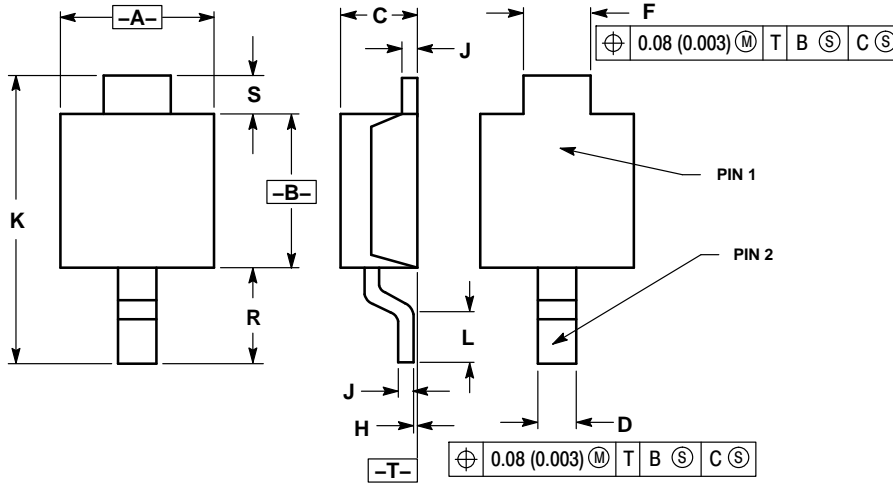 –A–
C
F
J
⌖ 0.08 (0.003) Ⓜ T B Ⓢ C Ⓢ
S
–B–
K
PIN 1
PIN 2
R
L
J
H
D
–T–
⌖ 0.08 (0.003) Ⓜ T B Ⓢ C Ⓢ